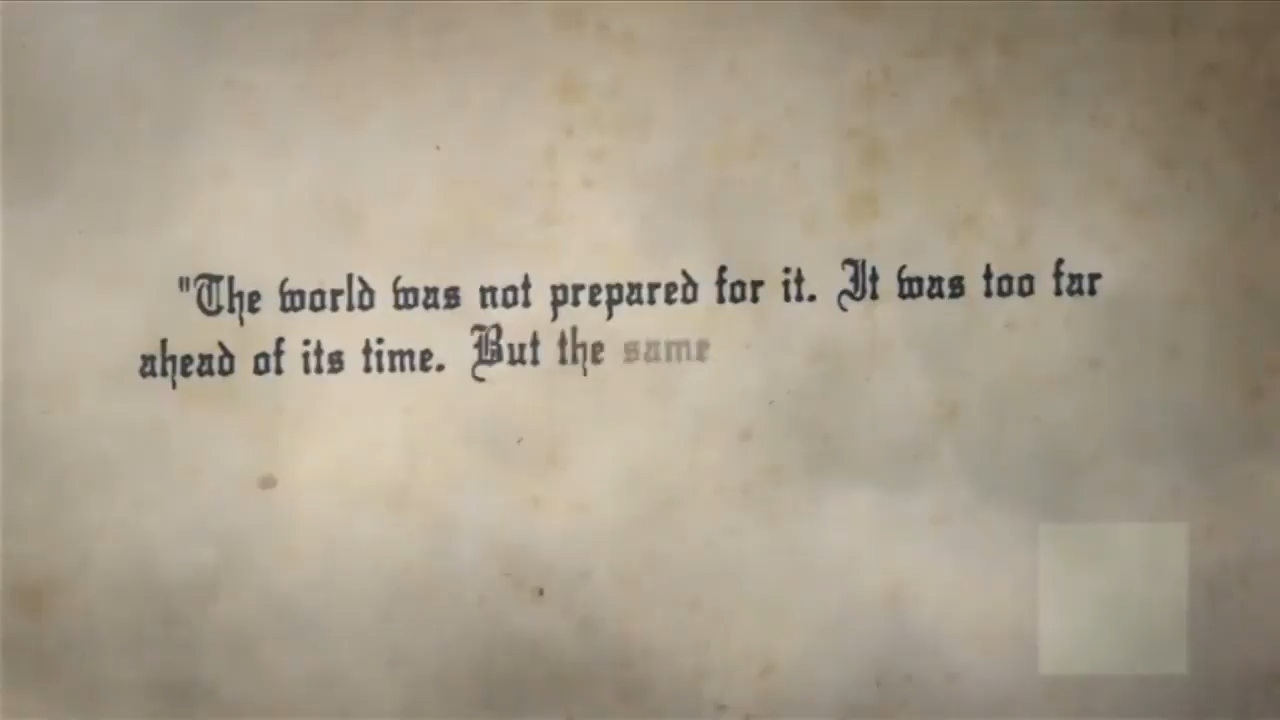 "The world was not prepared for it. It was too far
ahead of its time. But the same